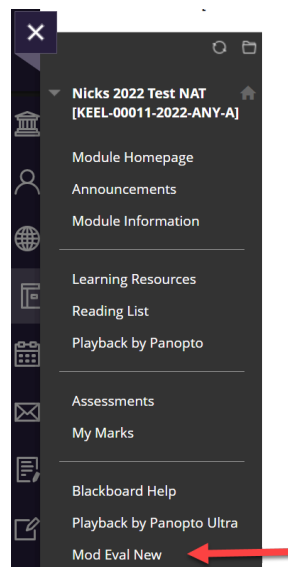 Nicks 2022 Test NAT
[KEEL-00011-2022-ANY-A]
Module Homepage
Announcements
Module Information
Learning Resources
Reading List
Playback by Panopto
Assessments
My Marks
Blackboard Help
Playback by Panopto Ultra
Mod Eval New